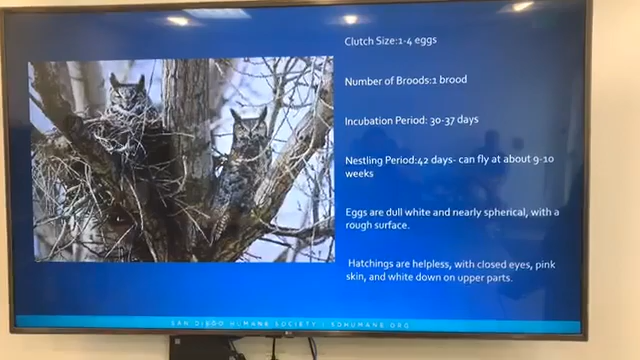 Clutch Size:1-4 eggs
Number of Broods:1 brood
Incubation Period: 30-37 days
Nestling Period:42 days- can fly at about 9-10
weeks
Eggs are dull white and nearly spherical, with a
rough surface.
Hatchings are helpless, with closed eyes, pink
skin, and white down on upper parts.
SAN DIEGO HUMANE SOCIETY | SDHUMANE.ORG